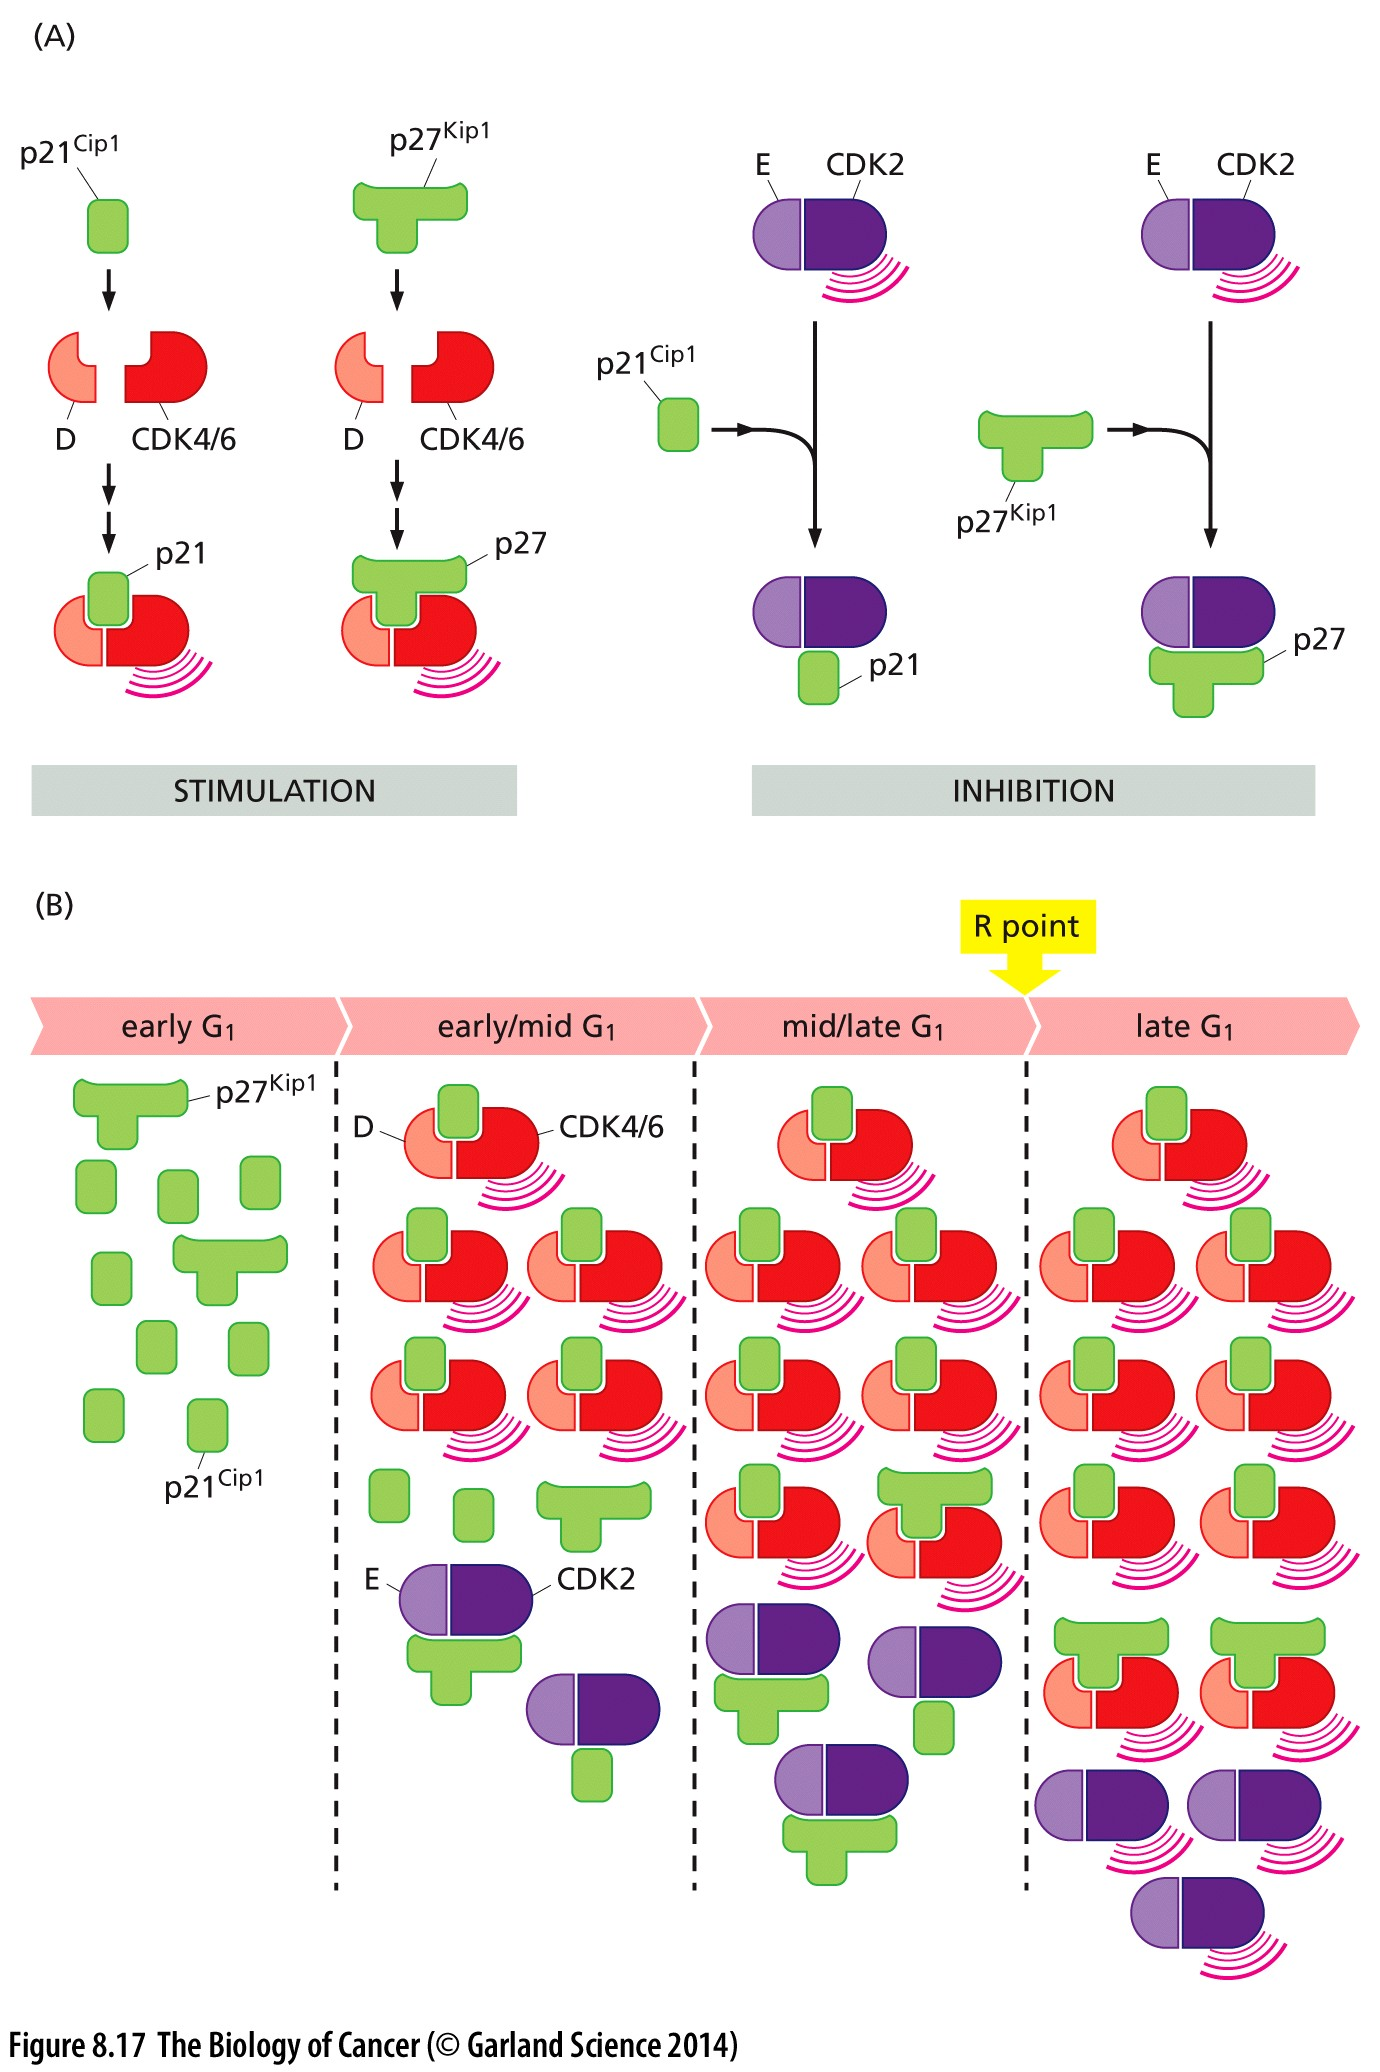 (A)
p21Cip1
p27Kip1
E
CDK2
E
CDK2
D
CDK4/6
D
CDK4/6
p21Cip1
p27Kip1
p21
p27
p21
p27
STIMULATION
INHIBITION
(B)
R point
early G1
early/mid G1
mid/late G1
late G1
p27Kip1
D
CDK4/6
p21Cip1
E
CDK2
Figure 8.17 The Biology of Cancer (© Garland Science 2014)